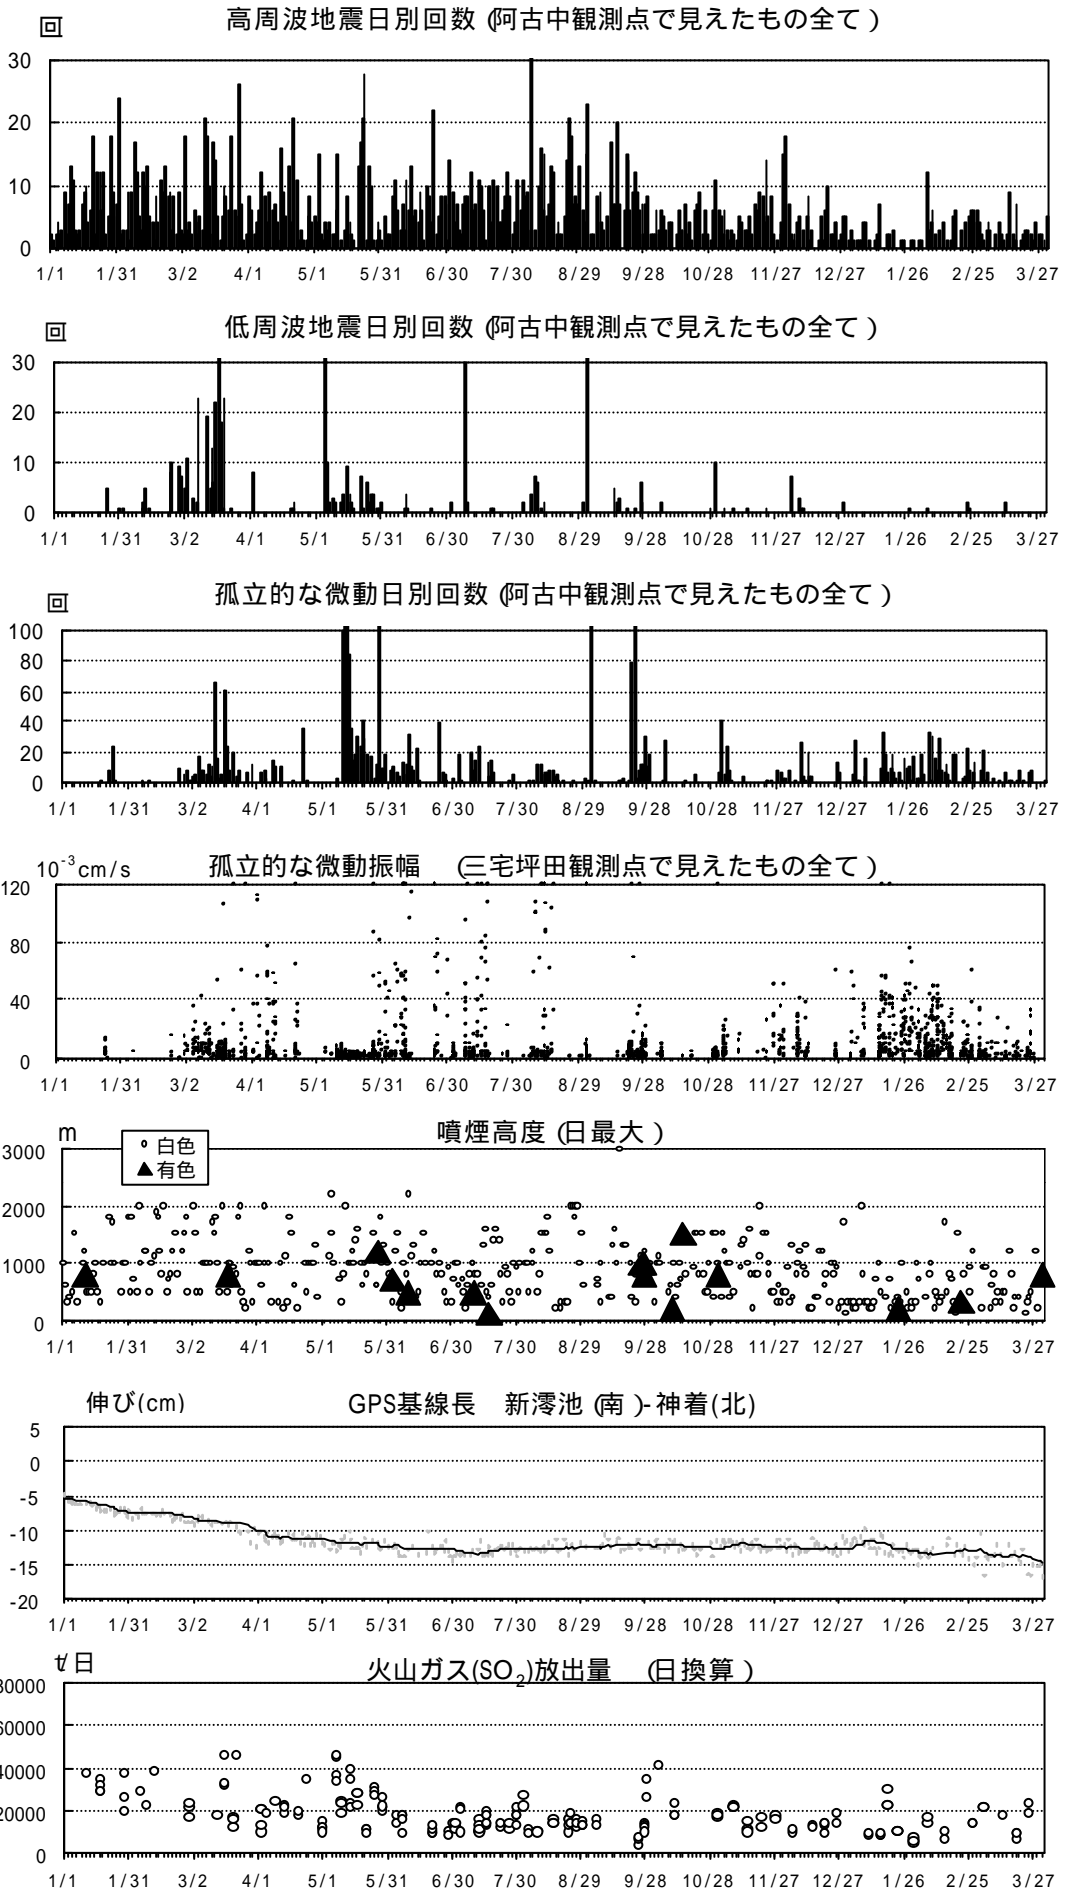 高周波地震日別回数 (阿古中観測点で見えたもの全て)
回
30
20
10
0
1/1 1/31 3/2 4/1 5/1 5/31 6/30 7/30 8/29 9/28 10/28 11/27 12/27 1/26 2/25 3/27
低周波地震日別回数 (阿古中観測点で見えたもの全て)
回
30
20
10
0
1/1 1/31 3/2 4/1 5/1 5/31 6/30 7/30 8/29 9/28 10/28 11/27 12/27 1/26 2/25 3/27
孤立的な微動日別回数 (阿古中観測点で見えたもの全て)
回
100
80
60
40
20
0
1/1 1/31 3/2 4/1 5/1 5/31 6/30 7/30 8/29 9/28 10/28 11/27 12/27 1/26 2/25 3/27
10⁻³cm/s 孤立的な微動振幅 (三宅坪田観測点で見えたもの全て)
120
80
40
0
1/1 1/31 3/2 4/1 5/1 5/31 6/30 7/30 8/29 9/28 10/28 11/27 12/27 1/26 2/25 3/27
m 噴煙高度 (日最大)
白色
有色
3000
2000
1000
0
1/1 1/31 3/2 4/1 5/1 5/31 6/30 7/30 8/29 9/28 10/28 11/27 12/27 1/26 2/25 3/27
伸び(cm) GPS基線長 新澪池(南)-神着(北)
5
0
-5
-10
-15
-20
1/1 1/31 3/2 4/1 5/1 5/31 6/30 7/30 8/29 9/28 10/28 11/27 12/27 1/26 2/25 3/27
t/日 火山ガス(SO₂)放出量 (日換算)
80000
60000
40000
20000
0
1/1 1/31 3/2 4/1 5/1 5/31 6/30 7/30 8/29 9/28 10/28 11/27 12/27 1/26 2/25 3/27